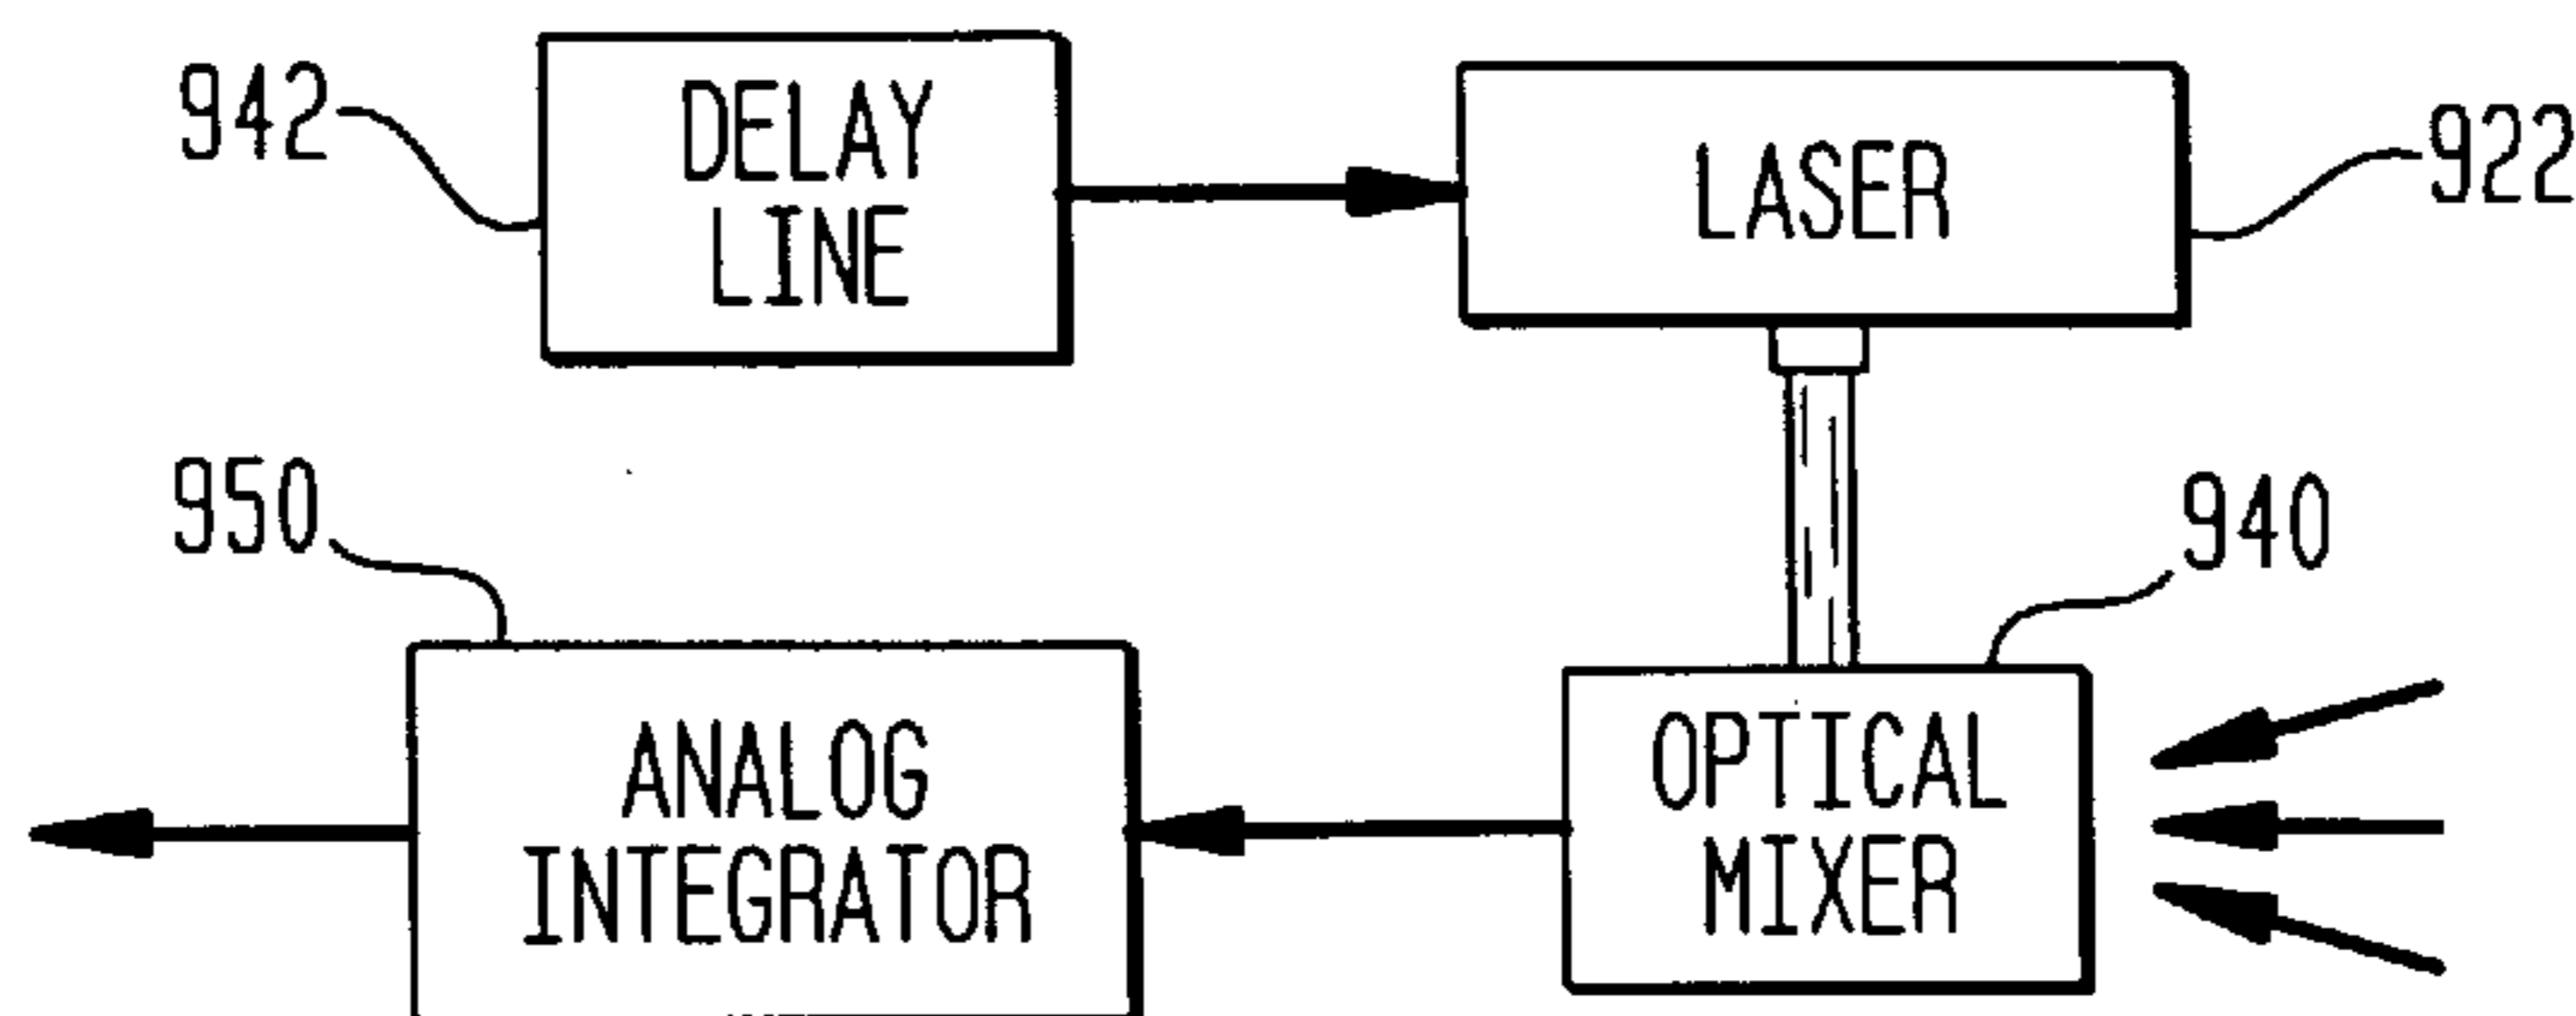 942
DELAY
LINE
LASER
922
950
940
ANALOG
INTEGRATOR
OPTICAL
MIXER